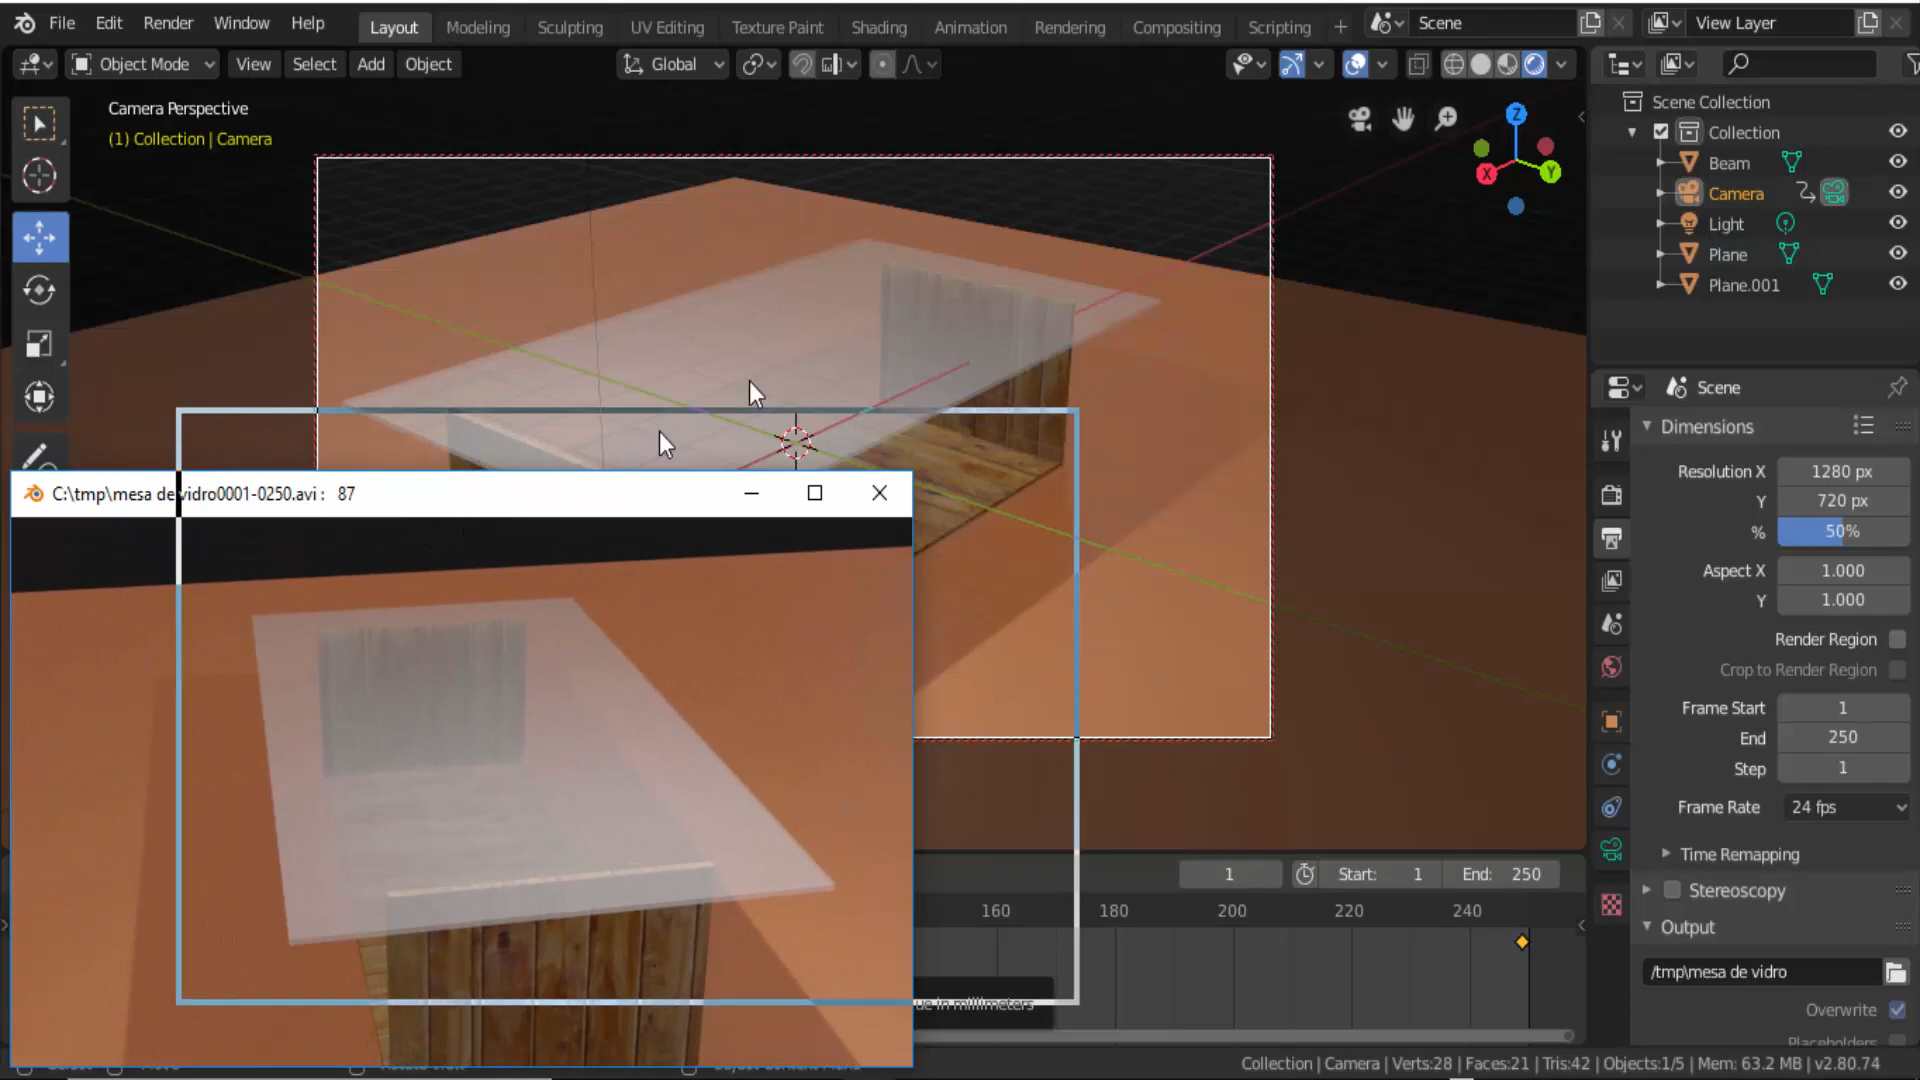 File Edit Render Window Help Layout Modeling Sculpting UV Editing Texture Paint Shading Animation Rendering Compositing Scripting + Scene View Layer
Object Mode View Select Add Object Global
Camera Perspective
(1) Collection | Camera
Z
X
Y
Scene Collection
Collection
Beam
Camera
Light
Plane
Plane.001
Scene
Dimensions
Resolution X 1280 px
Y 720 px
% 50%
Aspect X 1.000
Y 1.000
Render Region
Crop to Render Region
Frame Start 1
End 250
Step 1
Frame Rate 24 fps
Time Remapping
Stereoscopy
Output
/tmp\mesa de vidro
Overwrite
Placeholders
C:\tmp\mesa de vidro0001-0250.avi : 87
1 Start: 1 End: 250
160 180 200 220 240
ue in millimeters
Collection | Camera | Verts:28 | Faces:21 | Tris:42 | Objects:1/5 | Mem: 63.2 MB | v2.80.74